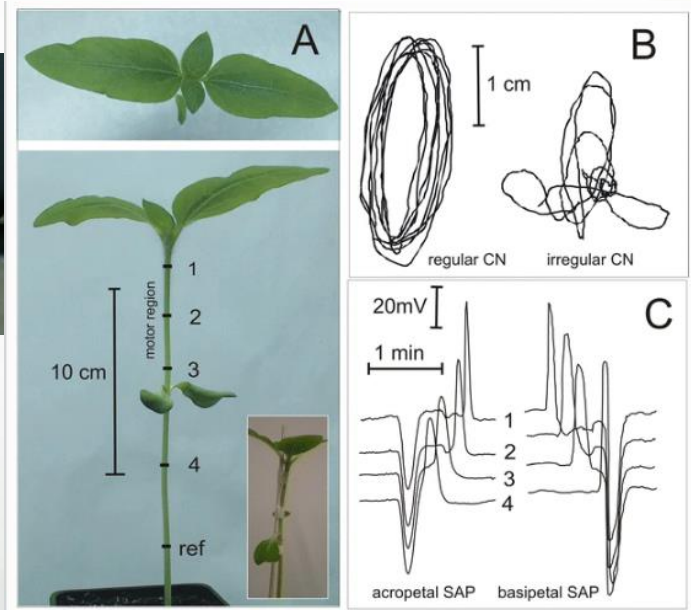 A
1
2
3
4
ref
motor region
10 cm
B
1 cm
regular CN
irregular CN
C
20mV
1 min
1
2
3
4
acropetal SAP
basipetal SAP